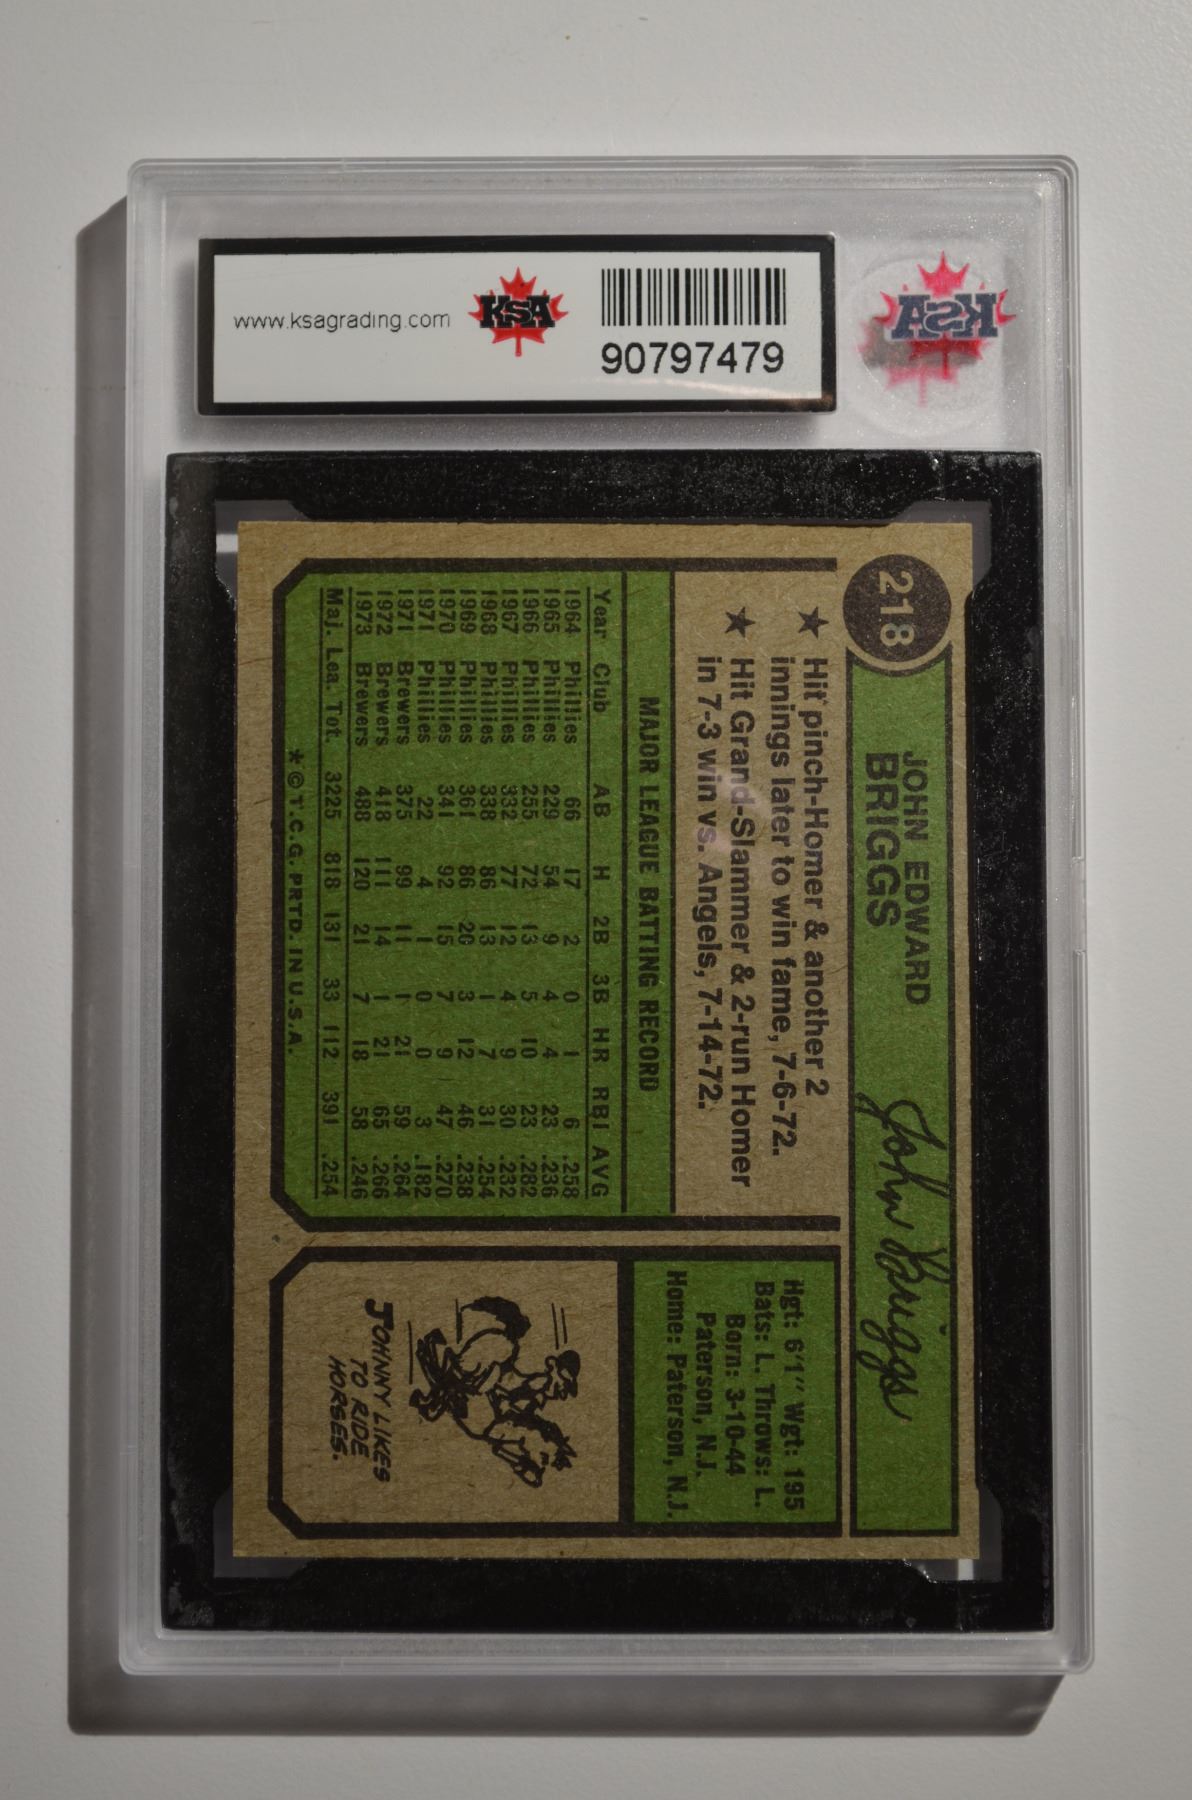 www.ksagrading.com
KSA
90797479
KSA
218
JOHN EDWARD
BRIGGS
John Briggs
★ Hit pinch-Homer & another 2
innings later to win fame, 7-6-72.
★ Hit Grand-Slammer & 2-run Homer
in 7-3 win vs. Angels, 7-14-72.
MAJOR LEAGUE BATTING RECORD
Year Club AB H 2B 3B HR RBI AVG
1964 Phillies 66 17 2 0 1 6 .258
1965 Phillies 229 54 9 4 4 23 .236
1966 Phillies 255 72 13 5 10 23 .282
1967 Phillies 332 77 12 4 9 30 .232
1968 Phillies 338 86 13 1 7 31 .254
1969 Phillies 361 86 20 3 12 46 .238
1970 Phillies 341 92 15 7 9 47 .270
1971 Phillies 22 4 1 0 0 3 .182
1971 Brewers 375 99 11 1 21 59 .264
1972 Brewers 418 111 14 1 21 65 .266
1973 Brewers 488 120 21 7 18 58 .246
Maj. Lea. Tot. 3225 818 131 33 112 391 .254
*©T.C.G. PRTD. IN U.S.A.
Hgt: 6'1" Wgt: 195
Bats: L. Throws: L.
Born: 3-10-44
Paterson, N.J.
Home: Paterson, N.J.
JOHNNY LIKES
TO RIDE
HORSES.